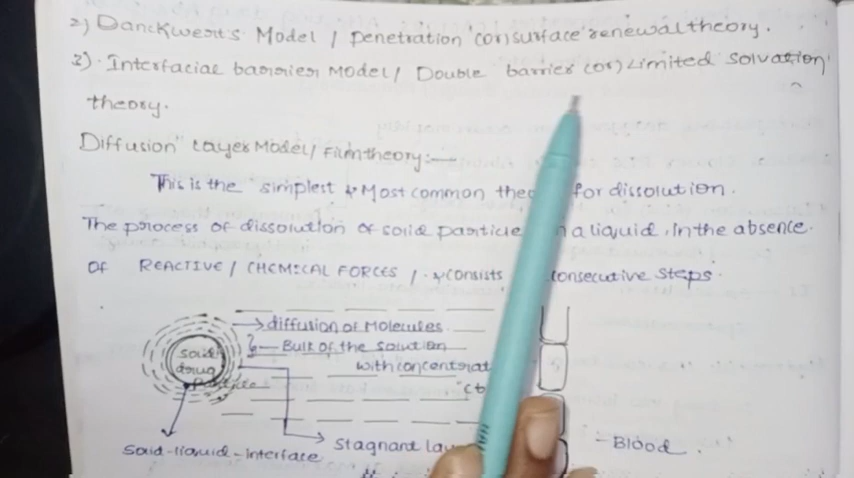 2) Danckwert's Model / penetration (or) surface renewal theory.
3). Interfacial barrier Model / Double barrier (or) Limited solvation
theory.
Diffusion Layer Model / Film theory:-
This is the simplest & Most common for dissolution.
The process of dissolution of solid particle a liquid, In the absence
OF REACTIVE / CHEMICAL FORCES / consists consecutive steps.
→ diffusion of Molecules.
Bulk of the solution
with
solid
drug
Particle
Solid-liquid-interface
Stagnant
- Blood.